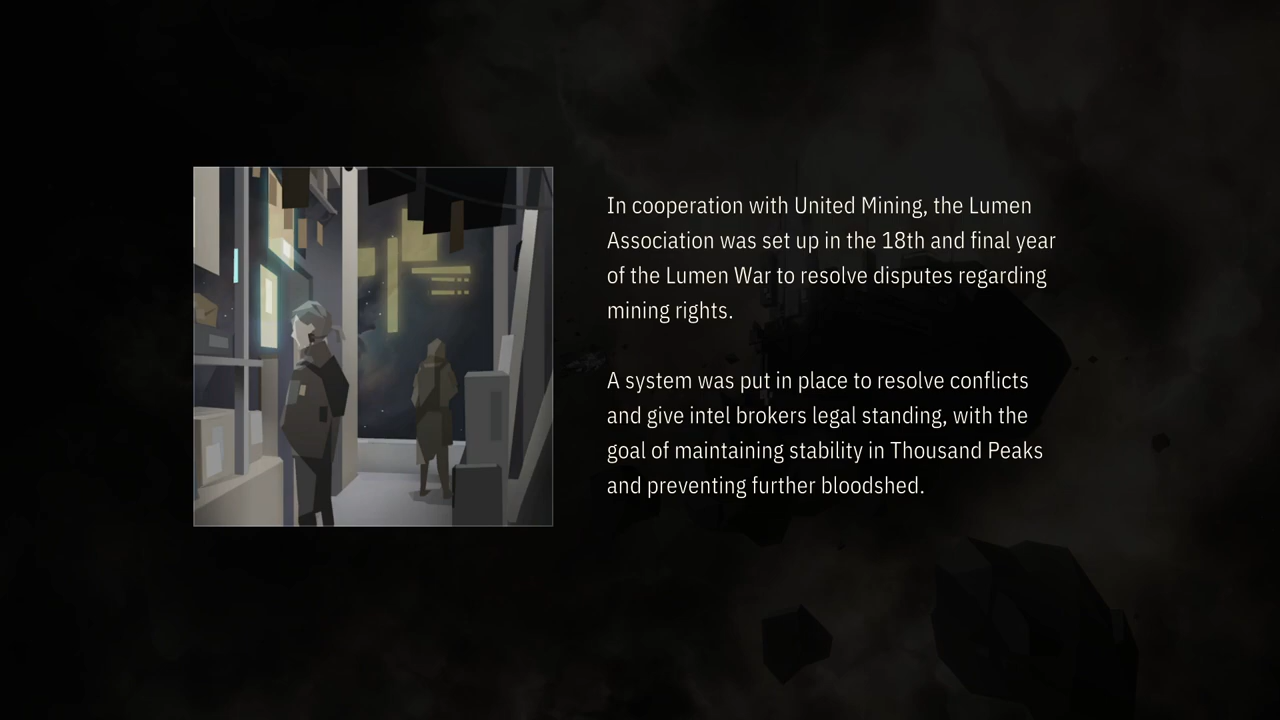 In cooperation with United Mining, the Lumen
Association was set up in the 18th and final year
of the Lumen War to resolve disputes regarding
mining rights.
A system was put in place to resolve conflicts
and give intel brokers legal standing, with the
goal of maintaining stability in Thousand Peaks
and preventing further bloodshed.